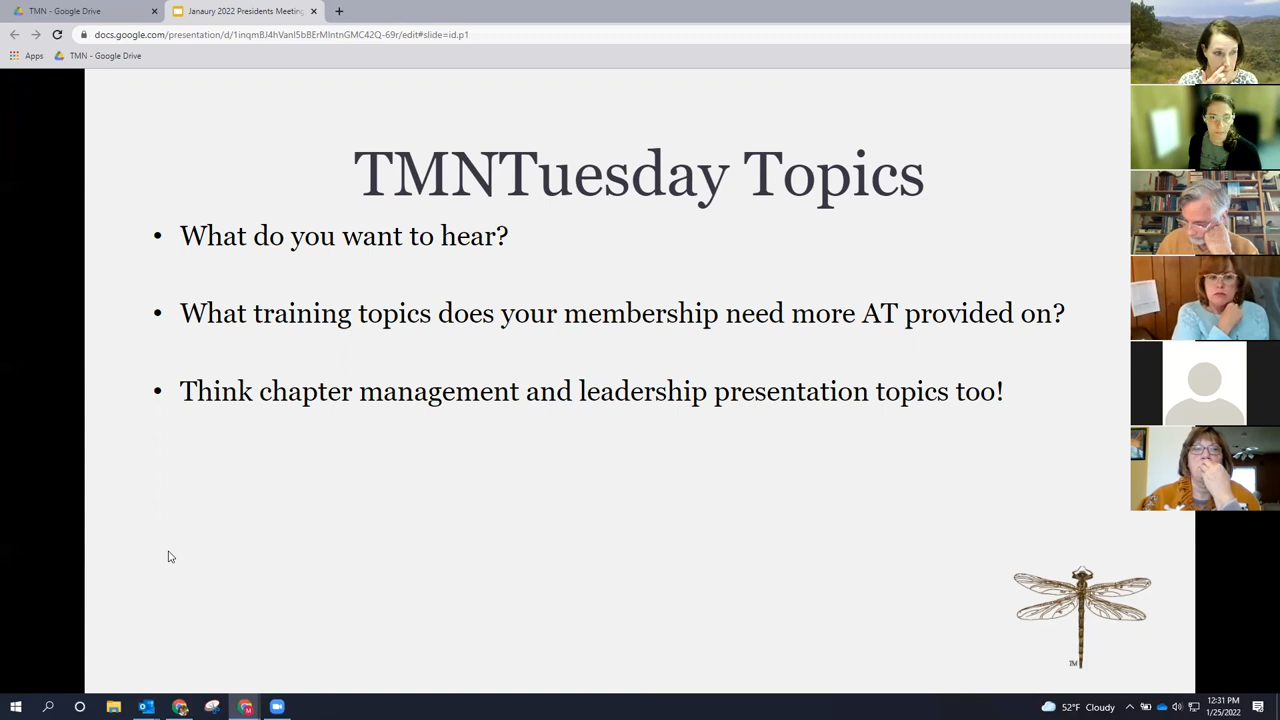 TMN - Google Drive
Janaury 2022 Presidents Meeting
docs.google.com/presentation/d/1inqmBJ4hVanISbBErMIntnGMC42Q-69r/edit#slide=id.p1
Apps
TMN - Google Drive
TMNTuesday Topics
• What do you want to hear?
• What training topics does your membership need more AT provided on?
• Think chapter management and leadership presentation topics too!
TM
52°F Cloudy
12:31 PM
1/25/2022